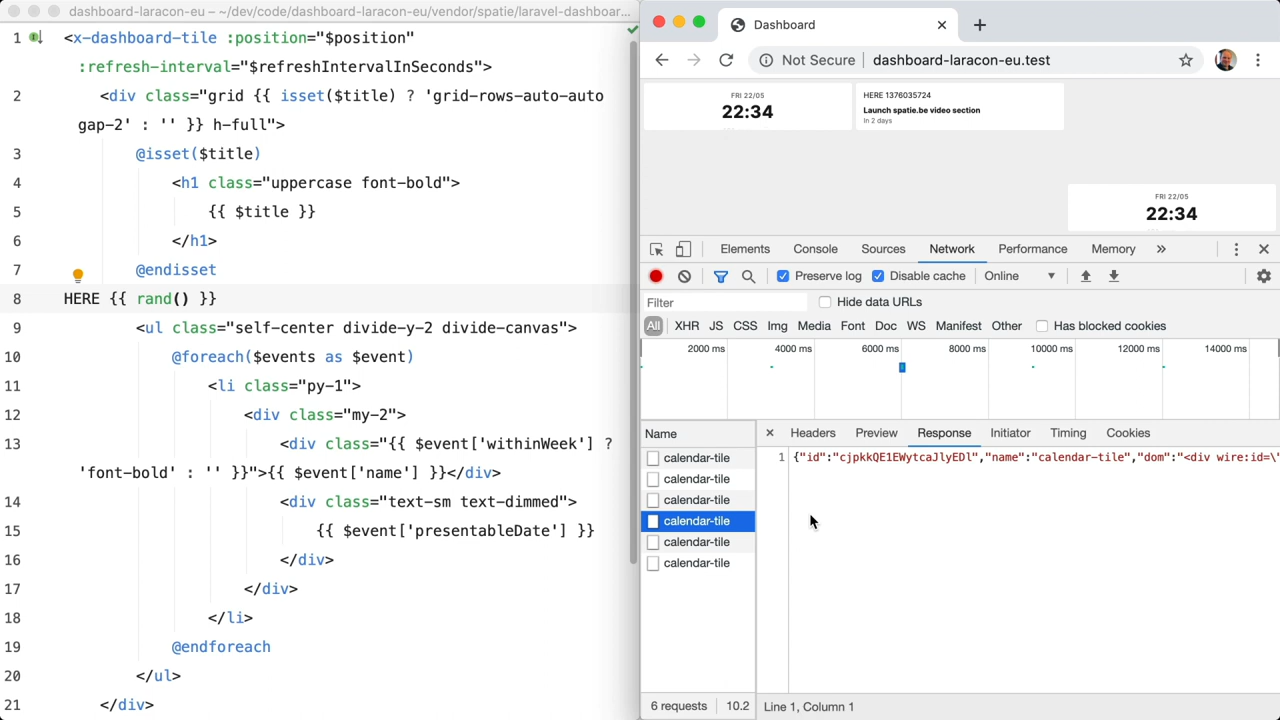 dashboard-laracon-eu – ~/dev/code/dashboard-laracon-eu/vendor/spatie/laravel-dashboar...
1 <x-dashboard-tile :position="$position"
:refresh-interval="$refreshIntervalInSeconds">
2 <div class="grid {{ isset($title) ? 'grid-rows-auto-auto
gap-2' : '' }} h-full">
3 @isset($title)
4 <h1 class="uppercase font-bold">
5 {{ $title }}
6 </h1>
7 @endisset
8 HERE {{ rand() }}
9 <ul class="self-center divide-y-2 divide-canvas">
10 @foreach($events as $event)
11 <li class="py-1">
12 <div class="my-2">
13 <div class="{{ $event['withinWeek'] ?
'font-bold' : '' }}">{{ $event['name'] }}</div>
14 <div class="text-sm text-dimmed">
15 {{ $event['presentableDate'] }}
16 </div>
17 </div>
18 </li>
19 @endforeach
20 </ul>
21 </div>
Dashboard
Not Secure dashboard-laracon-eu.test
FRI 22/05
22:34
HERE 1376035724
Launch spatie.be video section
In 2 days
FRI 22/05
22:34
Elements Console Sources Network Performance Memory »
Preserve log Disable cache Online
Filter Hide data URLs
All XHR JS CSS Img Media Font Doc WS Manifest Other Has blocked cookies
2000 ms 4000 ms 6000 ms 8000 ms 10000 ms 12000 ms 14000 ms
Name Headers Preview Response Initiator Timing Cookies
calendar-tile
calendar-tile
calendar-tile
calendar-tile
calendar-tile
calendar-tile
1 {"id":"cjpkkQE1EWytcaJlyEDl","name":"calendar-tile","dom":"<div wire:id=\"
6 requests 10.2 Line 1, Column 1